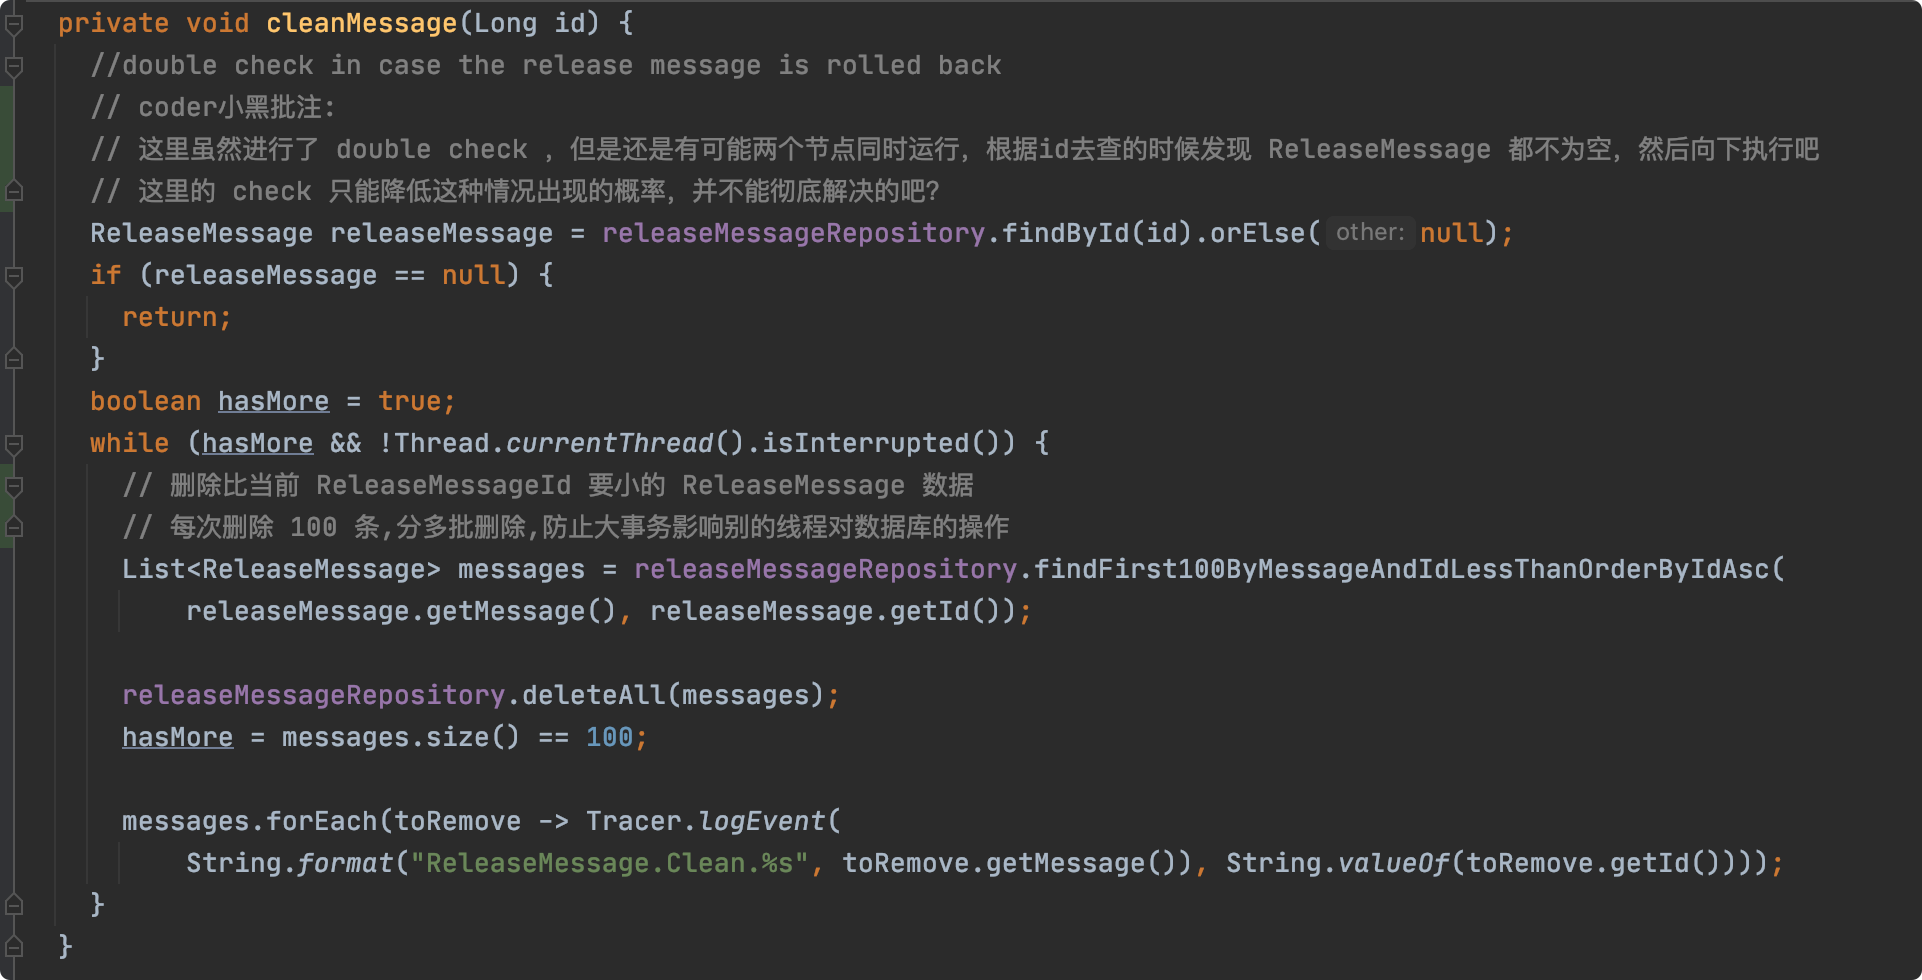 private void cleanMessage(Long id) {
//double check in case the release message is rolled back
// coder小黑批注:
// 这里虽然进行了 double check ，但是还是有可能两个节点同时运行，根据id去查的时候发现 ReleaseMessage 都不为空，然后向下执行吧
// 这里的 check 只能降低这种情况出现的概率，并不能彻底解决的吧？
ReleaseMessage releaseMessage = releaseMessageRepository.findById(id).orElse( other: null);
if (releaseMessage == null) {
return;
}
boolean hasMore = true;
while (hasMore && !Thread.currentThread().isInterrupted()) {
// 删除比当前 ReleaseMessageId 要小的 ReleaseMessage 数据
// 每次删除 100 条,分多批删除,防止大事务影响别的线程对数据库的操作
List<ReleaseMessage> messages = releaseMessageRepository.findFirst100ByMessageAndIdLessThanOrderByIdAsc(
releaseMessage.getMessage(), releaseMessage.getId());
releaseMessageRepository.deleteAll(messages);
hasMore = messages.size() == 100;
messages.forEach(toRemove -> Tracer.logEvent(
String.format("ReleaseMessage.Clean.%s", toRemove.getMessage()), String.valueOf(toRemove.getId())));
}
}